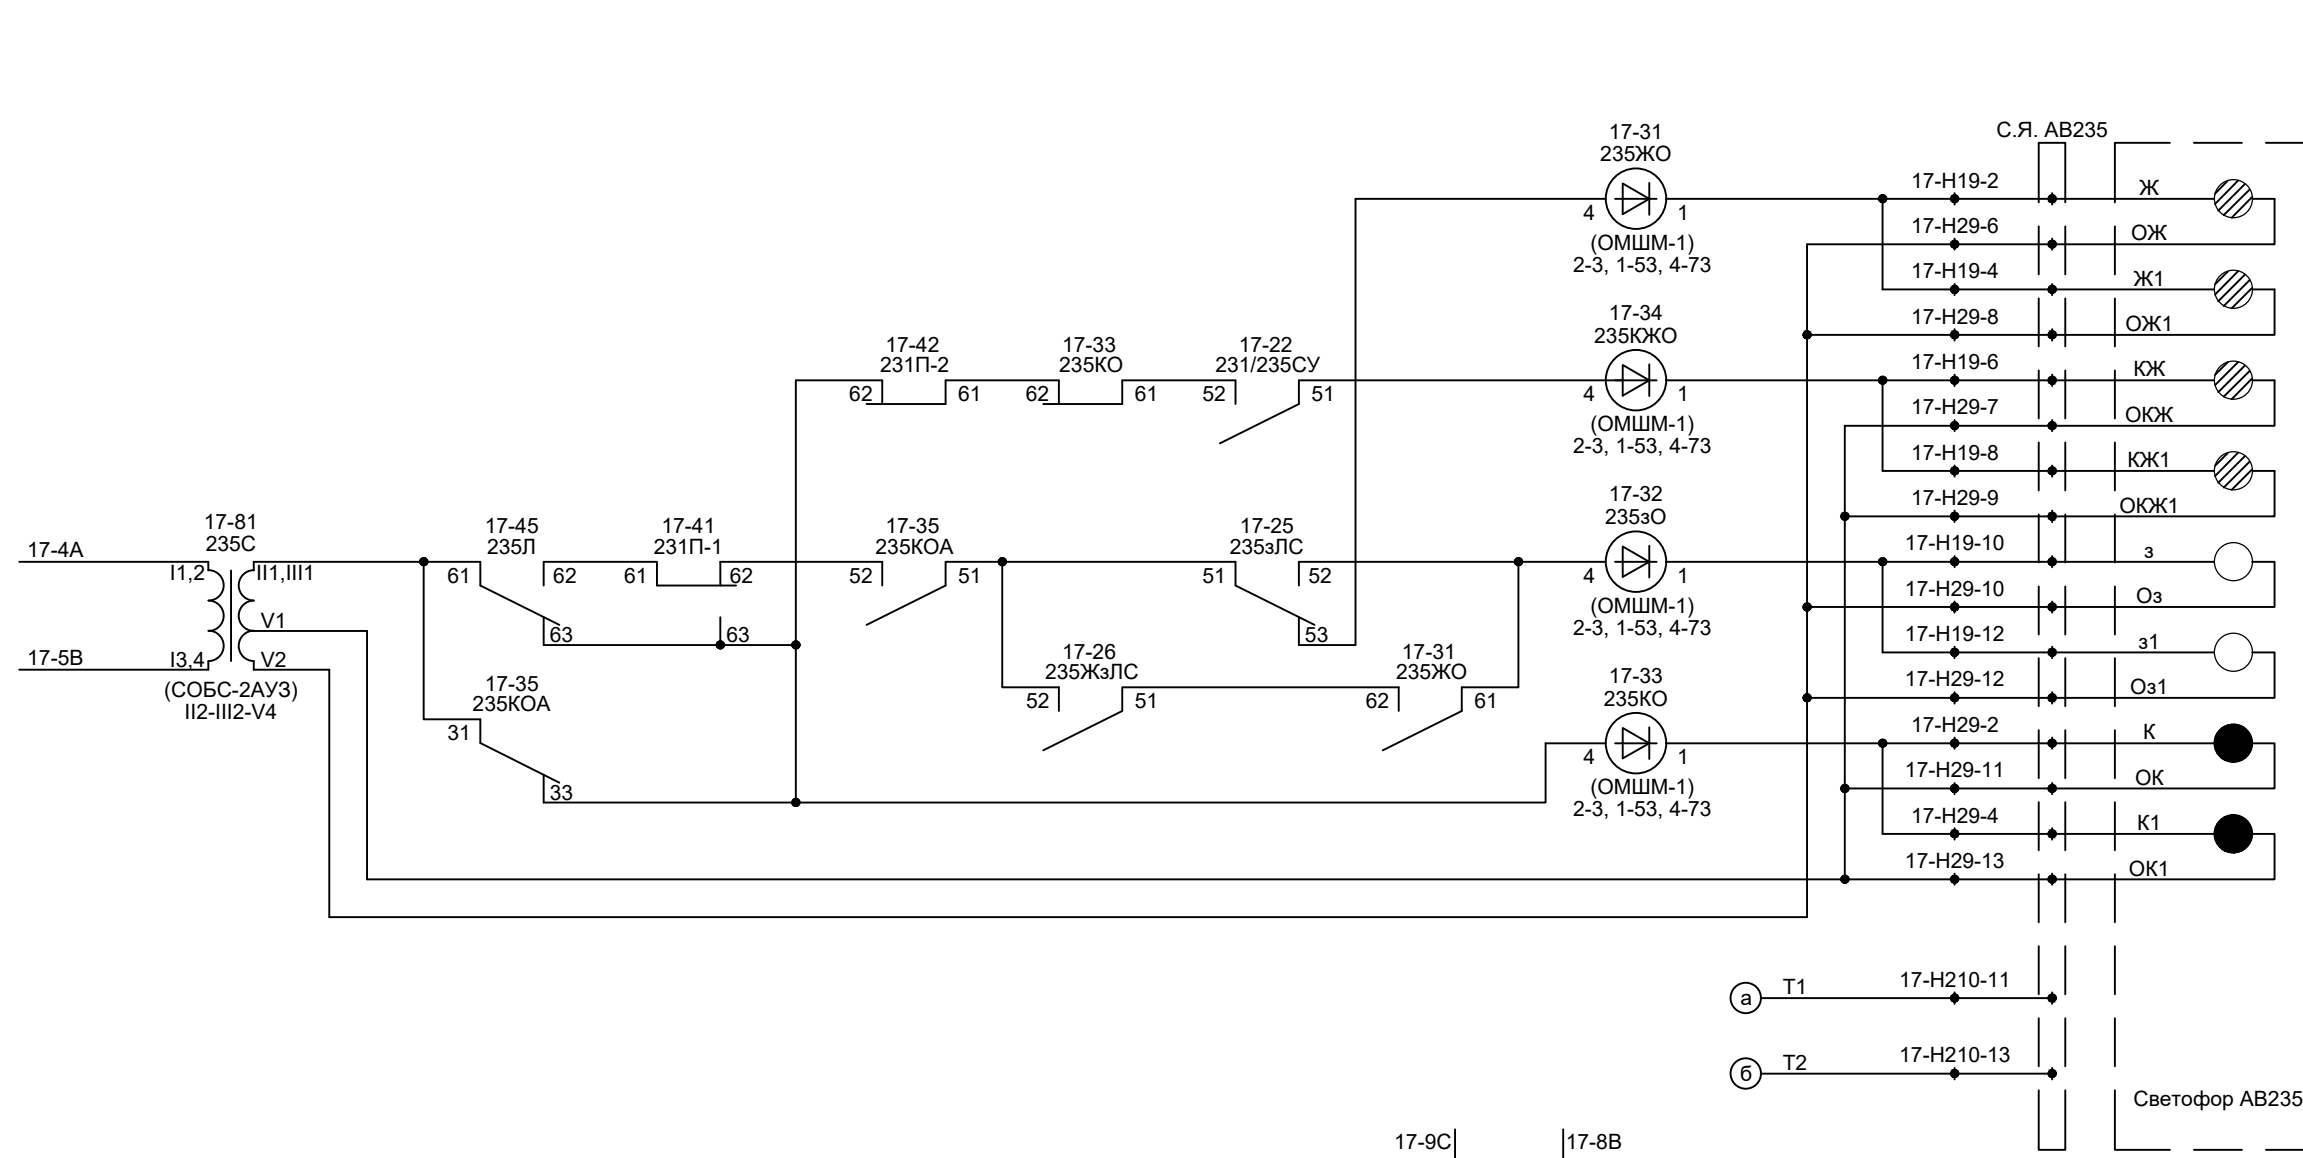 С.Я. АВ235
17-31
235ЖО
4
1
(ОМШМ-1)
2-3, 1-53, 4-73
17-Н19-2
Ж
17-Н29-6
ОЖ
17-Н19-4
Ж1
17-Н29-8
ОЖ1
17-42
231П-2
62
61
17-33
235КО
62
61
17-22
231/235СУ
52
51
17-34
235КЖО
4
1
(ОМШМ-1)
2-3, 1-53, 4-73
17-Н19-6
КЖ
17-Н29-7
ОКЖ
17-Н19-8
КЖ1
17-Н29-9
ОКЖ1
17-4А
17-5В
17-81
235С
I1,2
II1,III1
V1
I3,4
V2
(СОБС-2АУЗ)
II2-III2-V4
17-45
235Л
61
62
63
17-41
231П-1
61
62
63
17-35
235КОА
52
51
17-25
235зЛС
51
52
53
17-32
235зО
4
1
(ОМШМ-1)
2-3, 1-53, 4-73
17-Н19-10
з
17-Н29-10
Оз
17-Н19-12
з1
17-Н29-12
Оз1
17-26
235ЖзЛС
52
51
17-31
235ЖО
62
61
17-35
235КОА
31
33
17-33
235КО
4
1
(ОМШМ-1)
2-3, 1-53, 4-73
17-Н29-2
К
17-Н29-11
ОК
17-Н29-4
К1
17-Н29-13
ОК1
а
Т1
17-Н210-11
б
Т2
17-Н210-13
Светофор АВ235
17-9С
17-8В